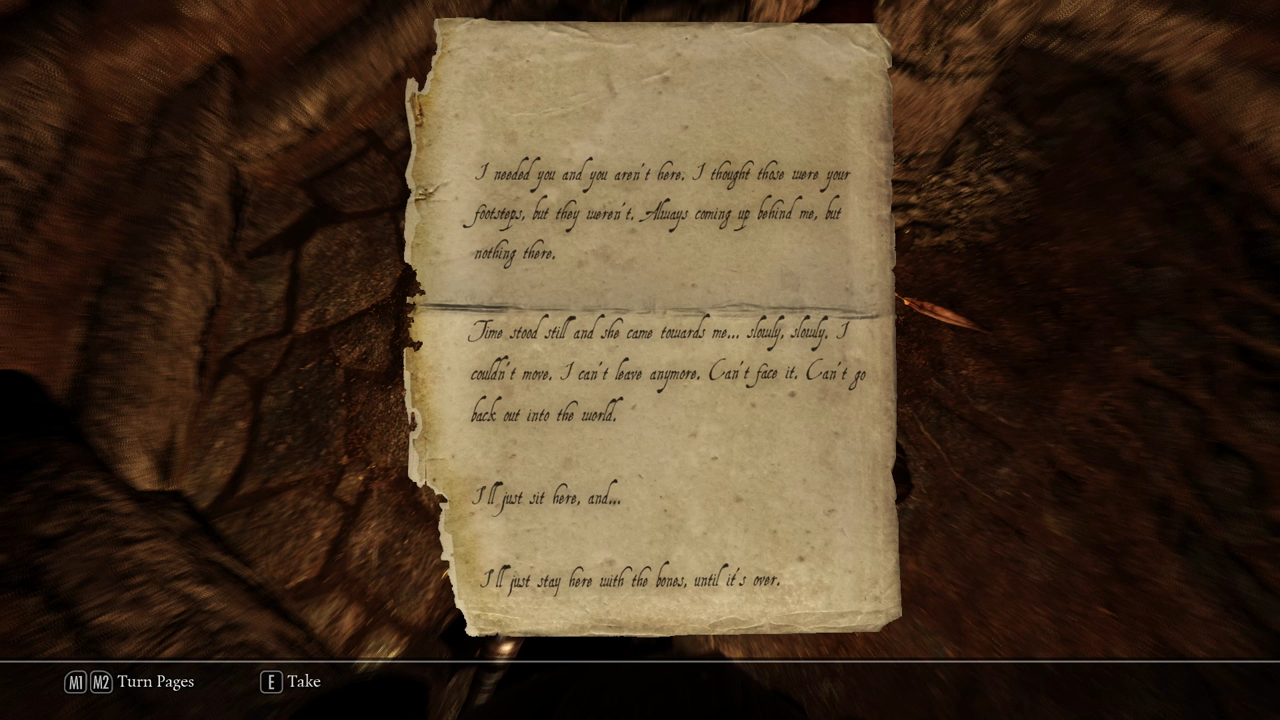 I needed you and you aren't here. I thought those were your
footsteps, but they weren't. Always coming up behind me, but
nothing there.
Time stood still and she came towards me... slowly, slowly. I
couldn't move. I can't leave anymore. Can't face it. Can't go
back out into the world.
I'll just sit here, and...
I'll just stay here with the bones, until it's over.
M1 M2 Turn Pages E Take